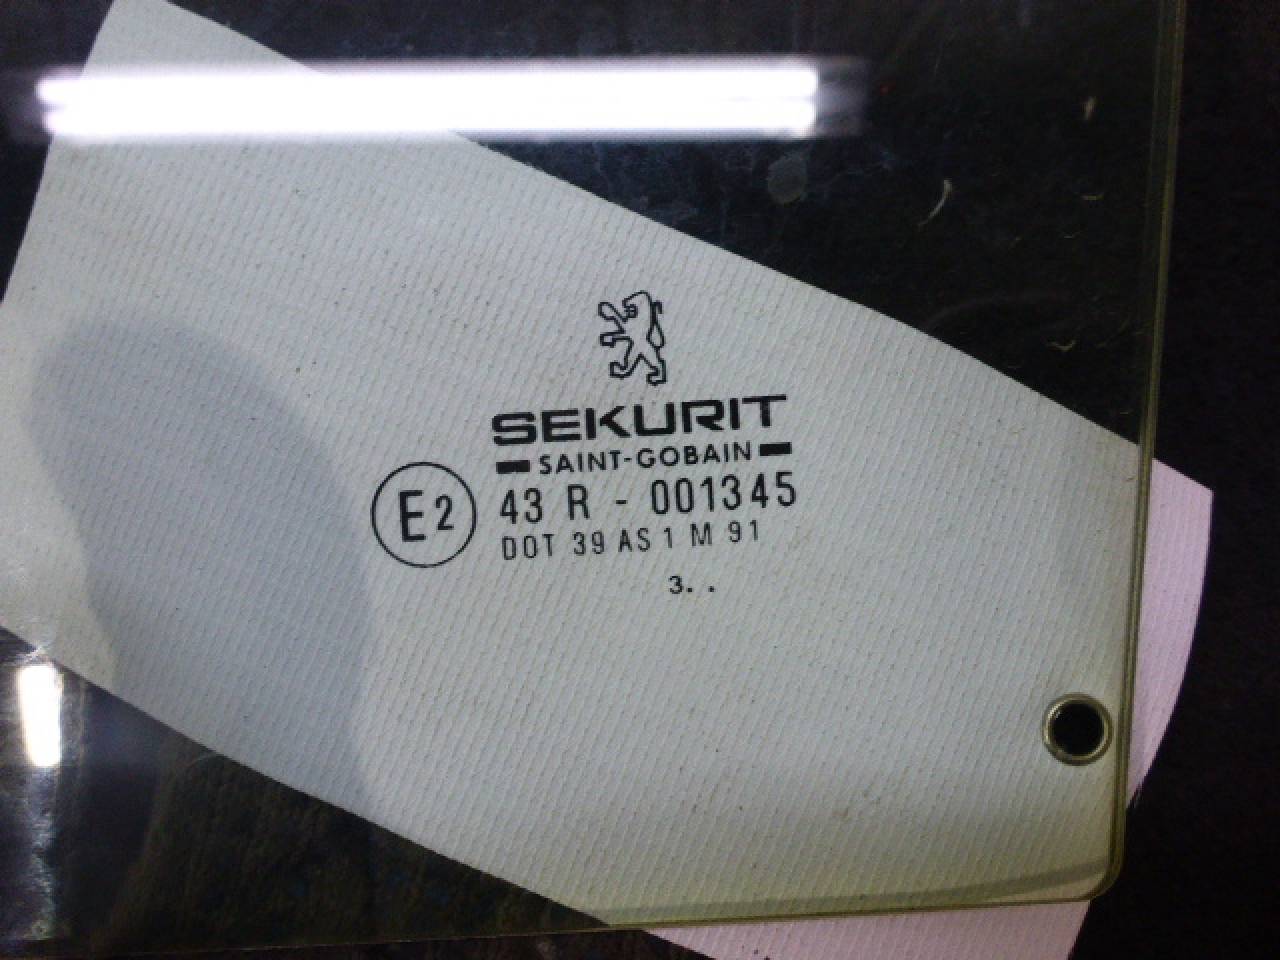 SEKURIT
SAINT-GOBAIN
E2
43 R - 001345
DOT 39 AS 1 M 91
3. .